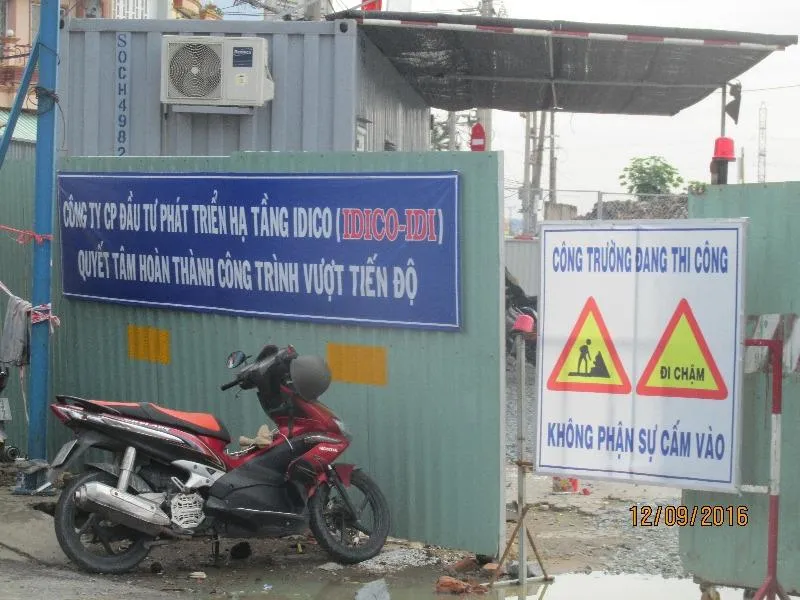 SOCH4982
CÔNG TY CP ĐẦU TƯ PHÁT TRIỂN HẠ TẦNG IDICO (IDICO-IDI)
QUYẾT TÂM HOÀN THÀNH CÔNG TRÌNH VƯỢT TIẾN ĐỘ
CÔNG TRƯỜNG ĐANG THI CÔNG
ĐI CHẬM
KHÔNG PHẬN SỰ CẤM VÀO
HONDA
12/09/2016